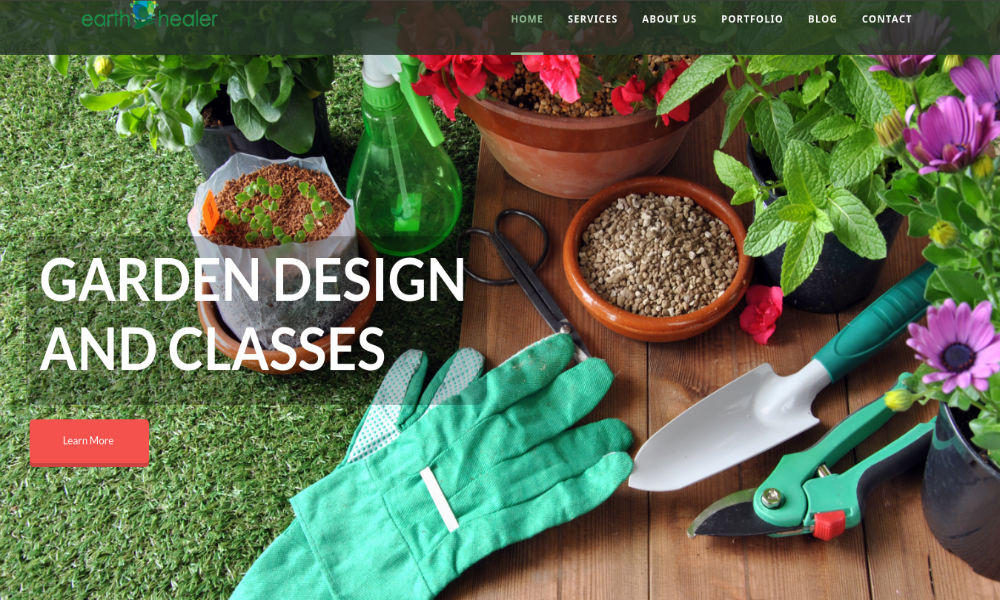 earth healer
HOME SERVICES ABOUT US PORTFOLIO BLOG CONTACT
GARDEN DESIGN
AND CLASSES
Learn More